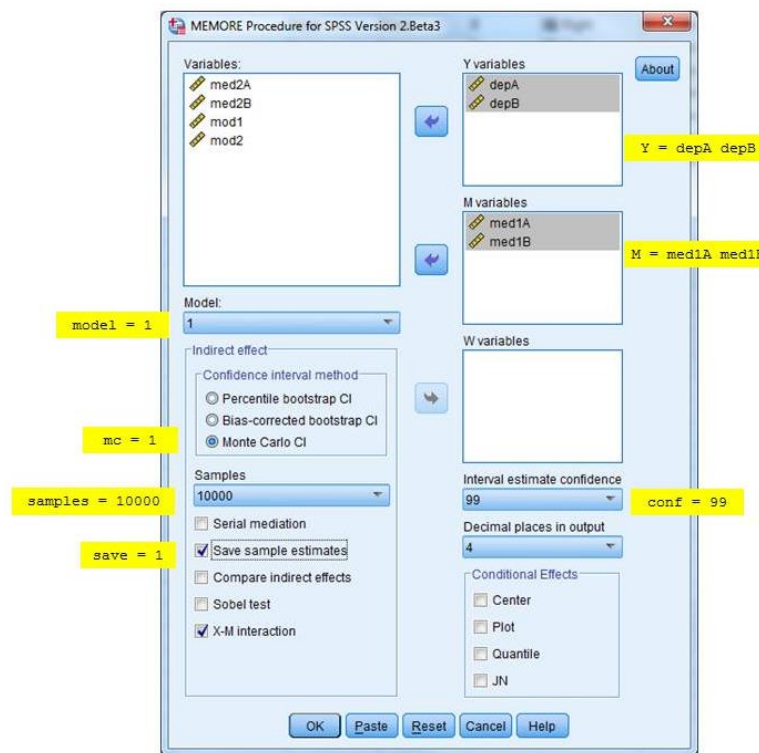 MEMORE Procedure for SPSS Version 2.Beta3
Variables:
med2A
med2B
mod1
mod2
Y variables
depA
depB
About
Y = depA depB
M variables
med1A
med1B
M = med1A med1B
Model:
1
model = 1
W variables
Indirect effect
Confidence interval method
Percentile bootstrap CI
Bias-corrected bootstrap CI
Monte Carlo CI
mc = 1
Samples
10000
samples = 10000
Serial mediation
Save sample estimates
save = 1
Compare indirect effects
Sobel test
X-M interaction
Interval estimate confidence
99
conf = 99
Decimal places in output
4
Conditional Effects
Center
Plot
Quantile
JN
OK
Paste
Reset
Cancel
Help